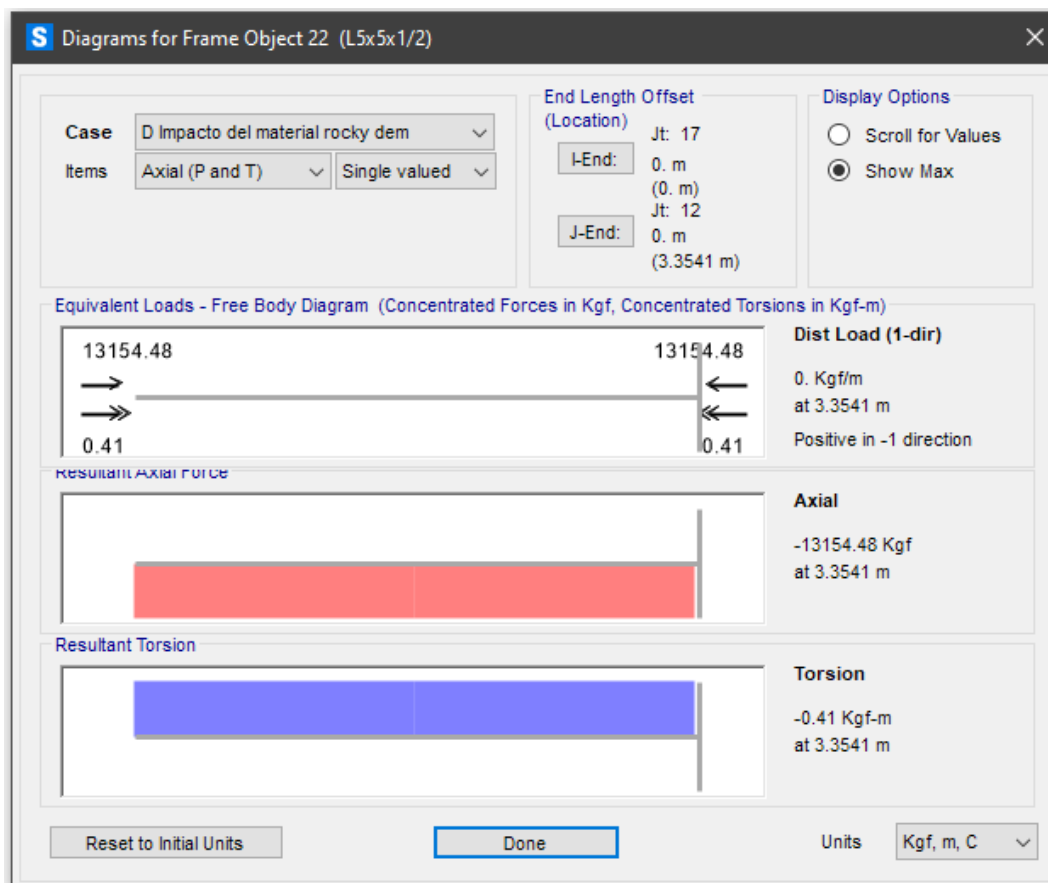 S Diagrams for Frame Object 22 (L5x5x1/2)
Case D Impacto del material rocky dem
Items Axial (P and T) Single valued
End Length Offset
(Location)
Jt: 17
I-End: 0. m
(0. m)
Jt: 12
J-End: 0. m
(3.3541 m)
Display Options
Scroll for Values
Show Max
Equivalent Loads - Free Body Diagram (Concentrated Forces in Kgf, Concentrated Torsions in Kgf-m)
13154.48 13154.48
0.41 0.41
Dist Load (1-dir)
0. Kgf/m
at 3.3541 m
Positive in -1 direction
Resultant Axial Force
Axial
-13154.48 Kgf
at 3.3541 m
Resultant Torsion
Torsion
-0.41 Kgf-m
at 3.3541 m
Reset to Initial Units Done Units Kgf, m, C